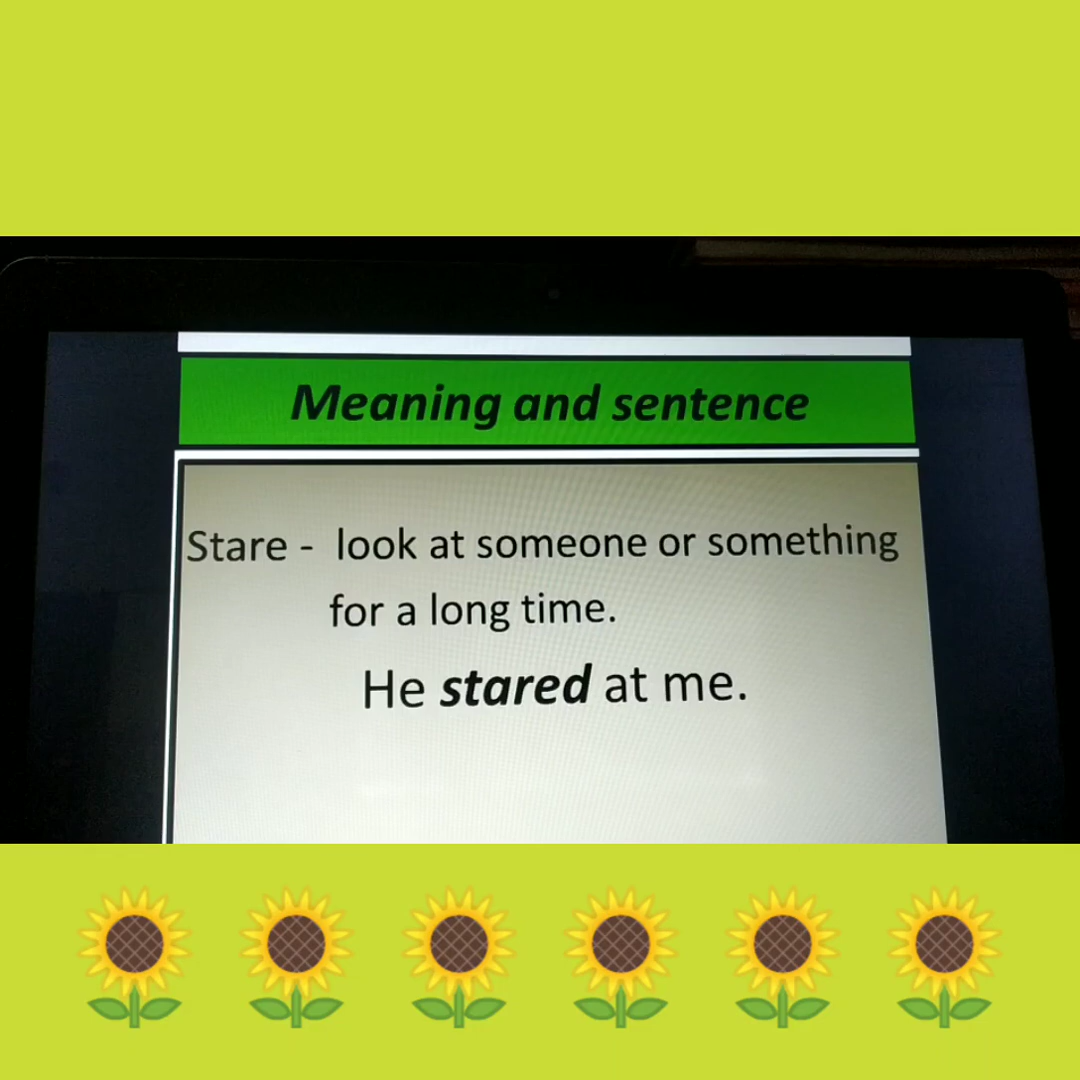 Meaning and sentence
Stare - look at someone or something
for a long time.
He stared at me.